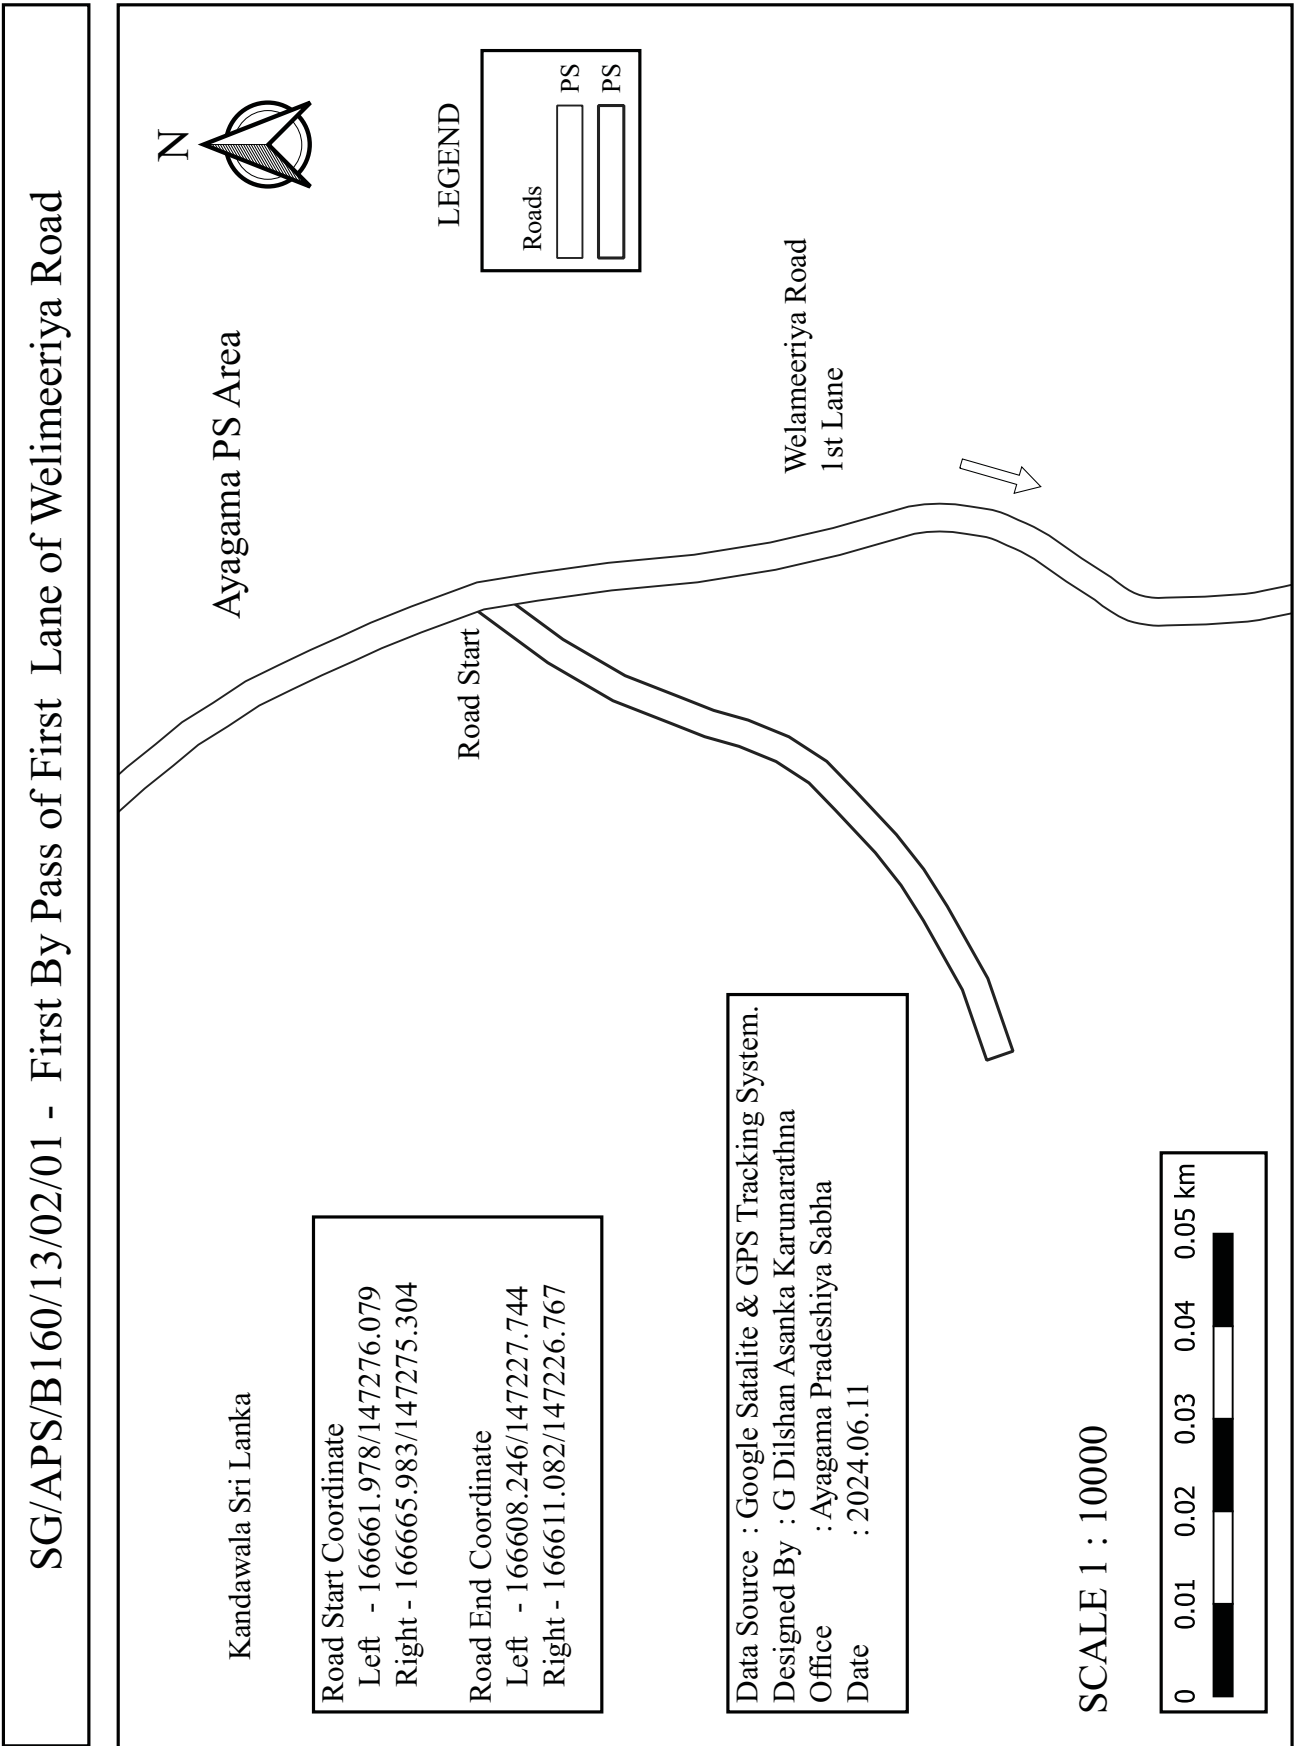 SG/APS/B160/13/02/01 - First By Pass of First Lane of Welimeeriya Road
Kandawala Sri Lanka
Ayagama PS Area
N
Road Start Coordinate
Left - 166661.978/147276.079
Right - 166665.983/147275.304
Road End Coordinate
Left - 166608.246/147227.744
Right - 166611.082/147226.767
Road Start
LEGEND
Roads
PS
PS
Welameeriya Road
1st Lane
Data Source : Google Satalite & GPS Tracking System.
Designed By : G Dilshan Asanka Karunarathna
Office : Ayagama Pradeshiya Sabha
Date : 2024.06.11
SCALE 1 : 10000
0 0.01 0.02 0.03 0.04 0.05 km